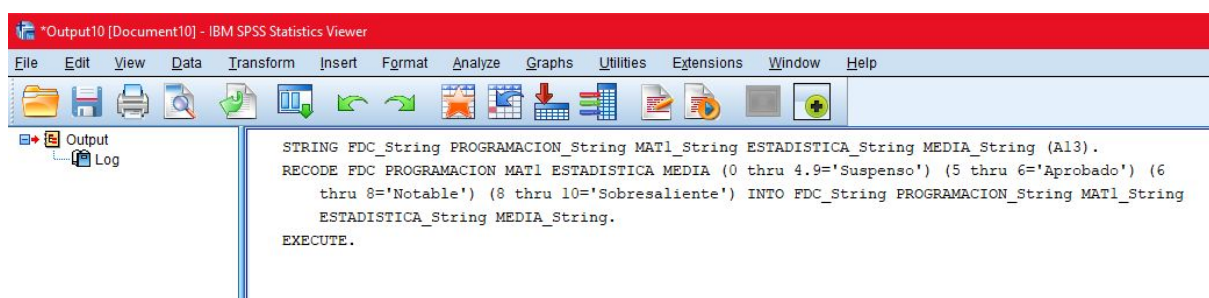 *Output10 [Document10] - IBM SPSS Statistics Viewer
File Edit View Data Transform Insert Format Analyze Graphs Utilities Extensions Window Help
Output
Log
STRING FDC_String PROGRAMACION_String MAT1_String ESTADISTICA_String MEDIA_String (A13).
RECODE FDC PROGRAMACION MAT1 ESTADISTICA MEDIA (0 thru 4.9='Suspenso') (5 thru 6='Aprobado') (6
thru 8='Notable') (8 thru 10='Sobresaliente') INTO FDC_String PROGRAMACION_String MAT1_String
ESTADISTICA_String MEDIA_String.
EXECUTE.